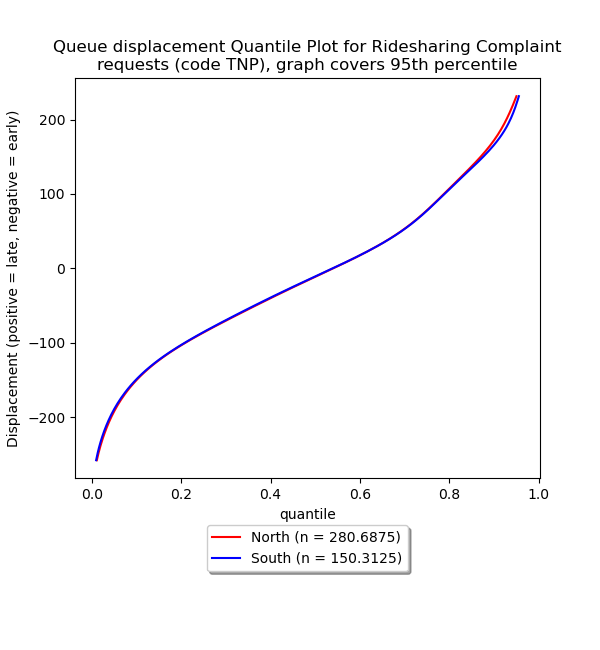 Queue displacement Quantile Plot for Ridesharing Complaint
requests (code TNP), graph covers 95th percentile
Displacement (positive = late, negative = early)
200
100
0
−100
−200
0.0 0.2 0.4 0.6 0.8 1.0
quantile
North (n = 280.6875)
South (n = 150.3125)